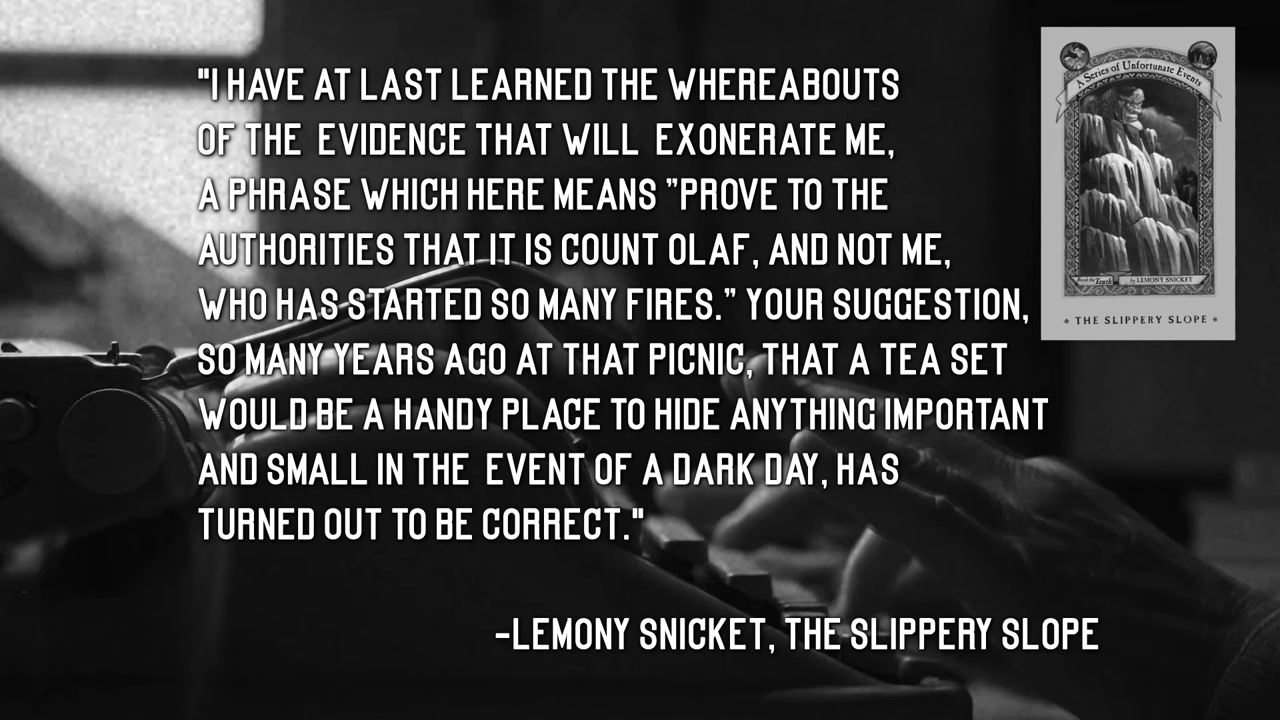 "I HAVE AT LAST LEARNED THE WHEREABOUTS
OF THE EVIDENCE THAT WILL EXONERATE ME,
A PHRASE WHICH HERE MEANS "PROVE TO THE
AUTHORITIES THAT IT IS COUNT OLAF, AND NOT ME,
WHO HAS STARTED SO MANY FIRES." YOUR SUGGESTION,
SO MANY YEARS AGO AT THAT PICNIC, THAT A TEA SET
WOULD BE A HANDY PLACE TO HIDE ANYTHING IMPORTANT
AND SMALL IN THE EVENT OF A DARK DAY, HAS
TURNED OUT TO BE CORRECT."
-LEMONY SNICKET, THE SLIPPERY SLOPE
A Series of Unfortunate Events
Book the Tenth by LEMONY SNICKET
* THE SLIPPERY SLOPE *